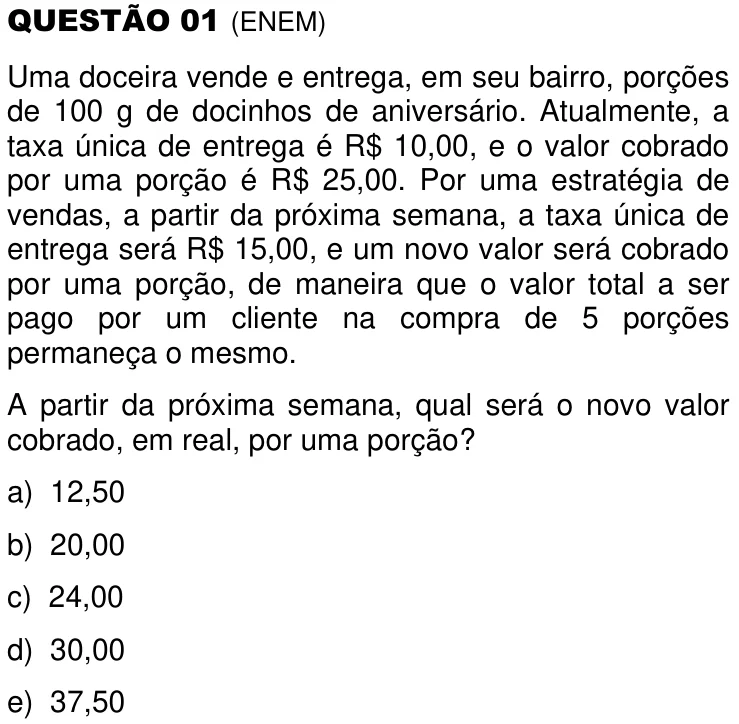 QUESTÃO 01 (ENEM)
Uma doceira vende e entrega, em seu bairro, porções
de 100 g de docinhos de aniversário. Atualmente, a
taxa única de entrega é R$ 10,00, e o valor cobrado
por uma porção é R$ 25,00. Por uma estratégia de
vendas, a partir da próxima semana, a taxa única de
entrega será R$ 15,00, e um novo valor será cobrado
por uma porção, de maneira que o valor total a ser
pago por um cliente na compra de 5 porções
permaneça o mesmo.
A partir da próxima semana, qual será o novo valor
cobrado, em real, por uma porção?
a) 12,50
b) 20,00
c) 24,00
d) 30,00
e) 37,50